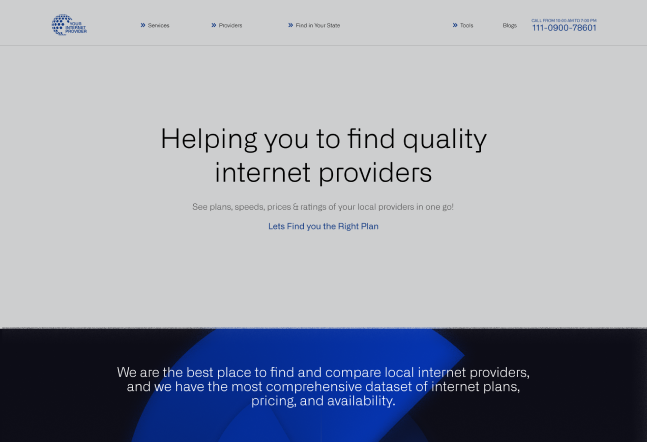 YOUR
INTERNET
PROVIDER
Services
Providers
Find in Your State
Tools
Blogs
CALL FROM 10:00 AM TO 7:00 PM
111-0900-78601
Helping you to find quality
internet providers
See plans, speeds, prices & ratings of your local providers in one go!
Lets Find you the Right Plan
We are the best place to find and compare local internet providers,
and we have the most comprehensive dataset of internet plans,
pricing, and availability.